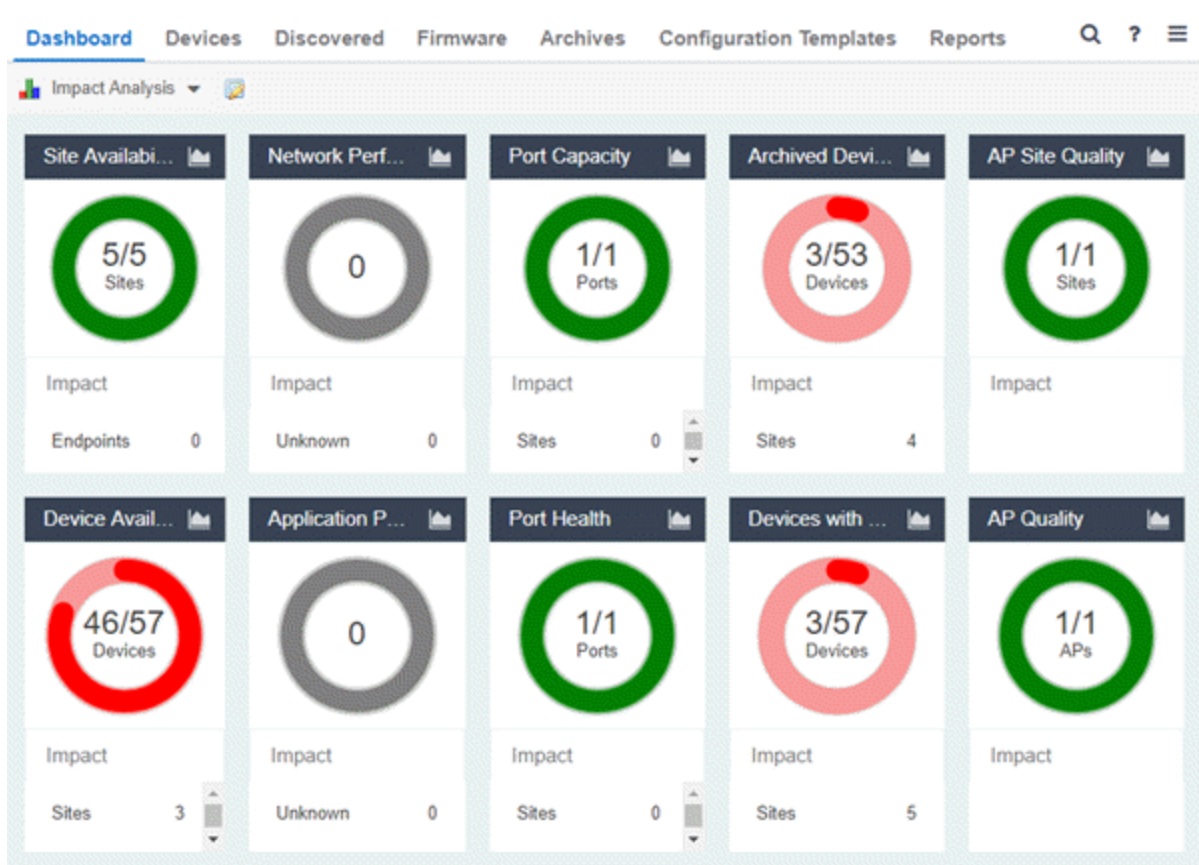 Dashboard Devices Discovered Firmware Archives Configuration Templates Reports ?
Impact Analysis
Site Availabi... Network Perf... Port Capacity Archived Devi... AP Site Quality
5/5 0 1/1 3/53 1/1
Sites Ports Devices Sites
Impact Impact Impact Impact Impact
Endpoints 0 Unknown 0 Sites 0 Sites 4
Device Avail... Application P... Port Health Devices with ... AP Quality
46/57 0 1/1 3/57 1/1
Devices Ports Devices APs
Impact Impact Impact Impact Impact
Sites 3 Unknown 0 Sites 0 Sites 5